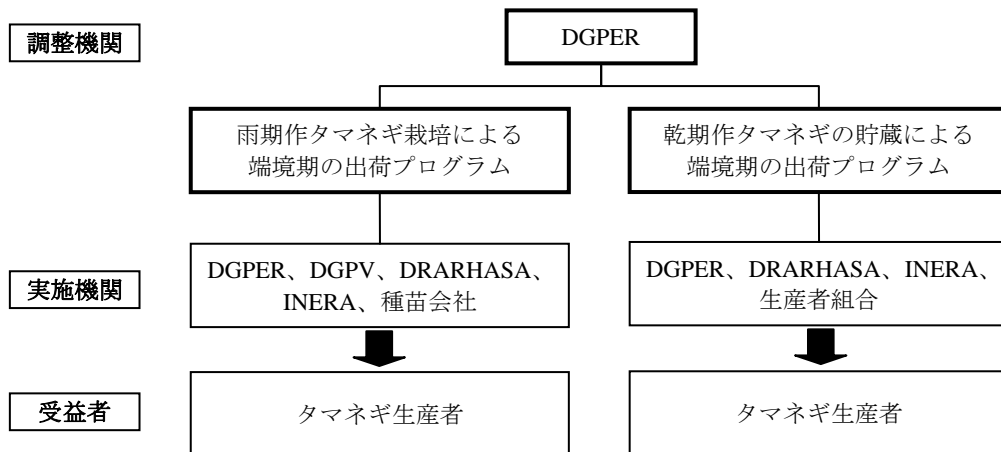 調整機関
DGPER
雨期作タマネギ栽培による
端境期の出荷プログラム
乾期作タマネギの貯蔵による
端境期の出荷プログラム
実施機関
DGPER、DGPV、DRARHASA、
INERA、種苗会社
DGPER、DRARHASA、INERA、
生産者組合
受益者
タマネギ生産者
タマネギ生産者